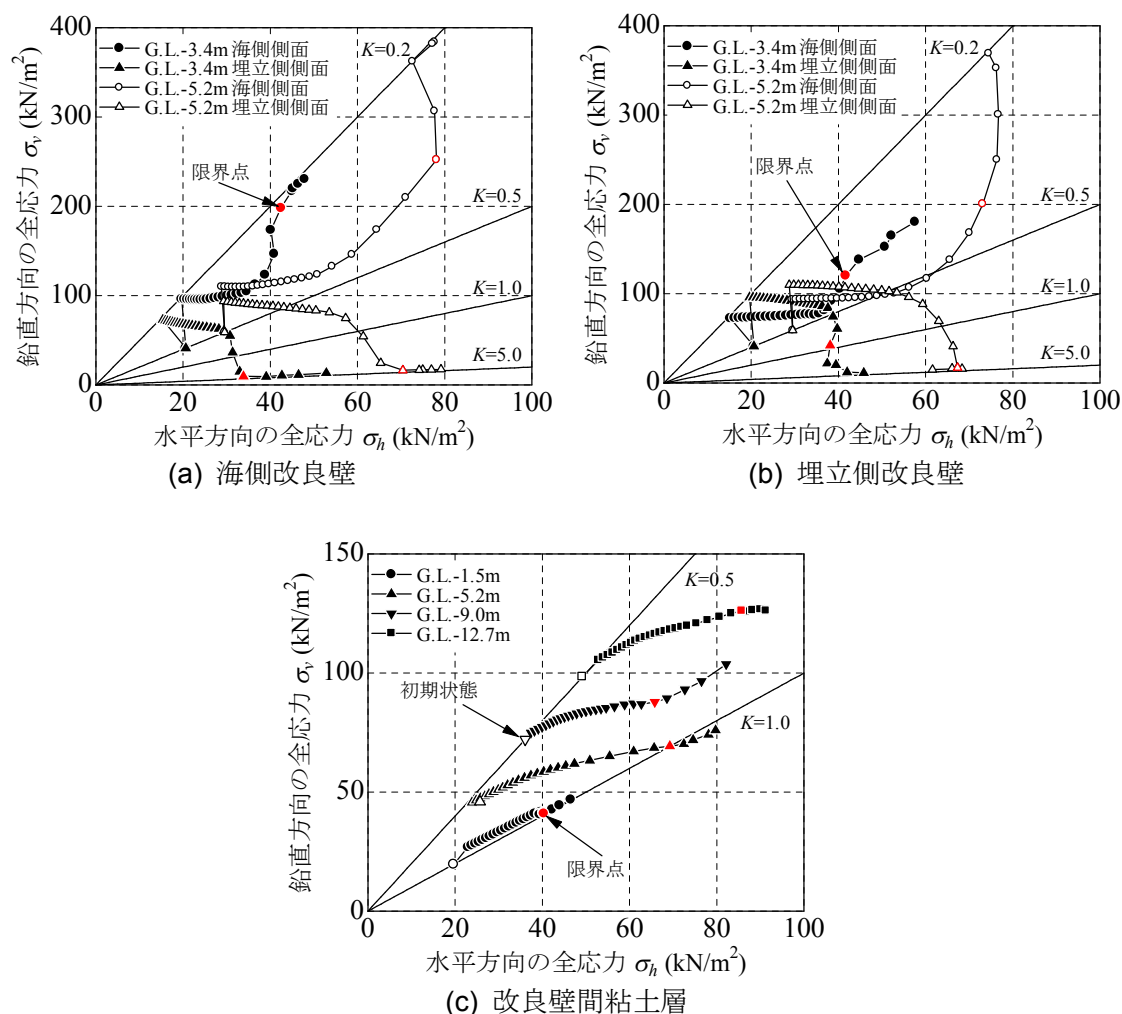 400
300
200
100
0
0
20
40
60
80
100
鉛直方向の全応力 σv (kN/m2)
水平方向の全応力 σh (kN/m2)
G.L.-3.4m 海側側面
G.L.-3.4m 埋立側側面
G.L.-5.2m 海側側面
G.L.-5.2m 埋立側側面
K=0.2
限界点
K=0.5
K=1.0
K=5.0
(a) 海側改良壁
400
300
200
100
0
0
20
40
60
80
100
鉛直方向の全応力 σv (kN/m2)
水平方向の全応力 σh (kN/m2)
K=0.2
G.L.-3.4m 海側側面
G.L.-3.4m 埋立側側面
G.L.-5.2m 海側側面
G.L.-5.2m 埋立側側面
限界点
K=0.5
K=1.0
K=5.0
(b) 埋立側改良壁
150
100
50
0
0
20
40
60
80
100
鉛直方向の全応力 σv (kN/m2)
水平方向の全応力 σh (kN/m2)
G.L.-1.5m
G.L.-5.2m
G.L.-9.0m
G.L.-12.7m
K=0.5
初期状態
K=1.0
限界点
(c) 改良壁間粘土層